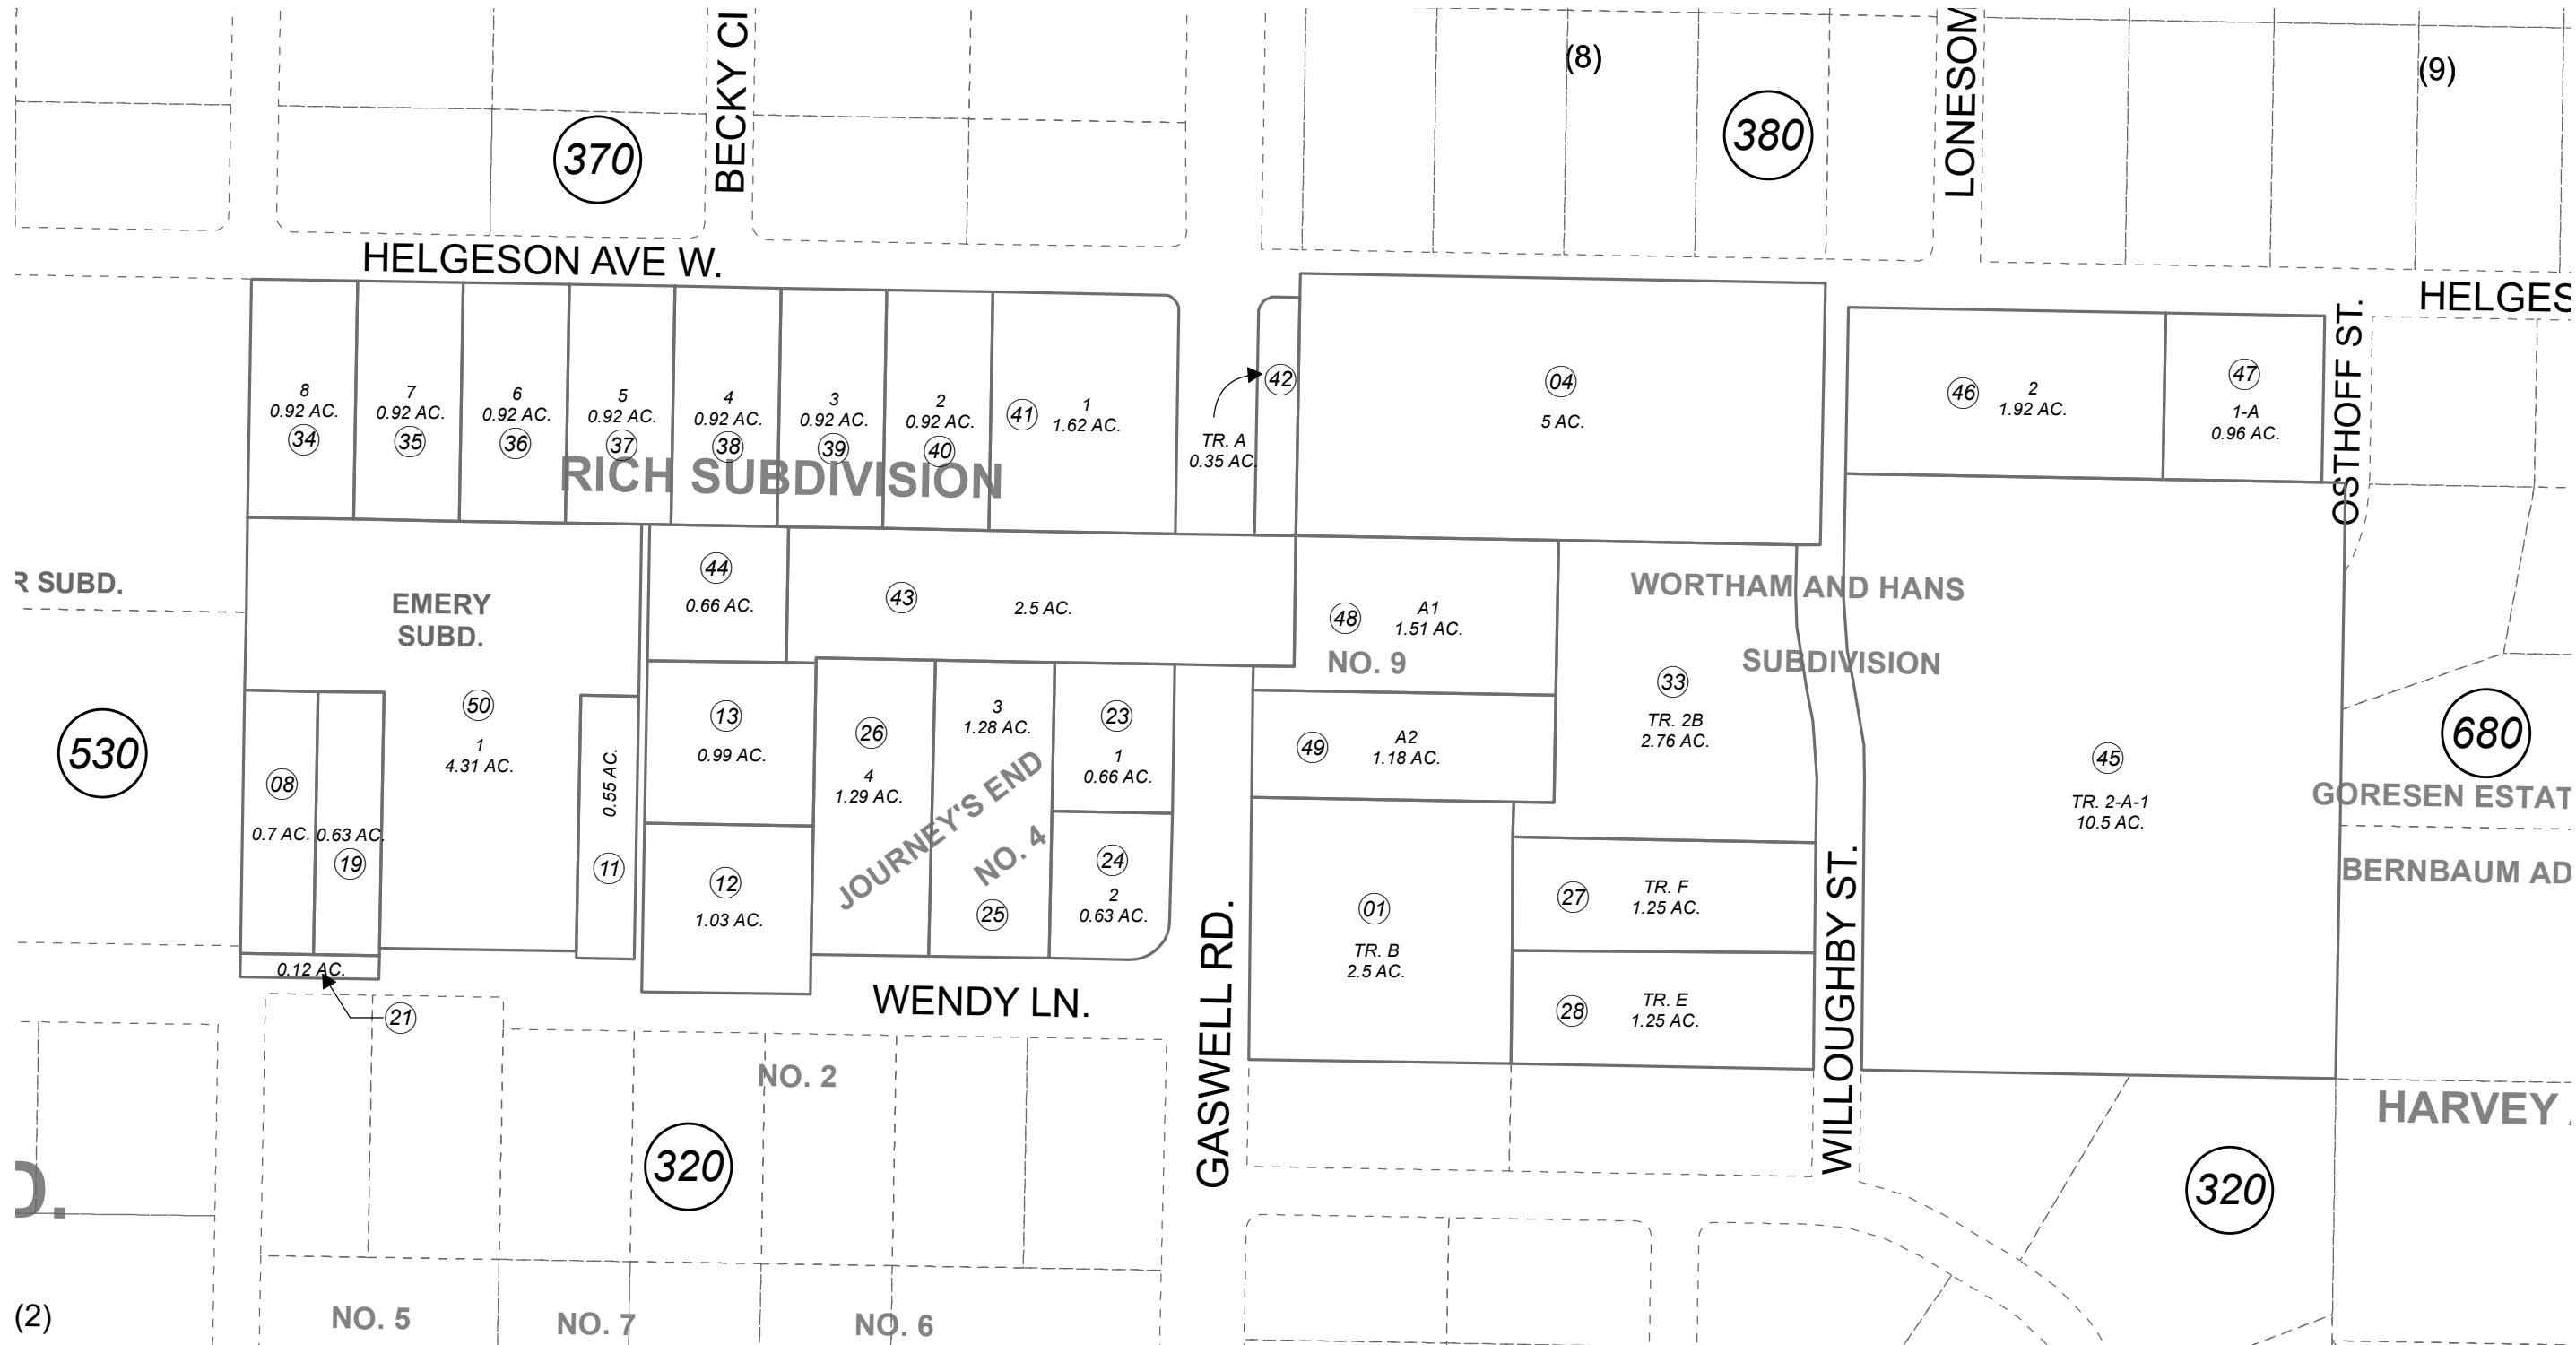 BECKY CI
(8)
LONESOM
(9)
370
380
HELGESON AVE W.
HELGES
OSTHOFF ST.
8
0.92 AC.
34
7
0.92 AC.
35
6
0.92 AC.
36
5
0.92 AC.
37
4
0.92 AC.
38
3
0.92 AC.
39
2
0.92 AC.
40
41
1
1.62 AC.
RICH SUBDIVISION
TR. A
0.35 AC.
42
04
5 AC.
46
2
1.92 AC.
47
1-A
0.96 AC.
R SUBD.
EMERY
SUBD.
44
0.66 AC.
43
2.5 AC.
48
A1
1.51 AC.
NO. 9
WORTHAM AND HANS
SUBDIVISION
530
50
1
4.31 AC.
08
0.7 AC.
0.63 AC.
19
0.55 AC.
11
13
0.99 AC.
12
1.03 AC.
26
4
1.29 AC.
3
1.28 AC.
25
JOURNEY'S END
NO. 4
23
1
0.66 AC.
24
2
0.63 AC.
49
A2
1.18 AC.
33
TR. 2B
2.76 AC.
45
TR. 2-A-1
10.5 AC.
680
GORESEN ESTAT
BERNBAUM AD
01
TR. B
2.5 AC.
27
TR. F
1.25 AC.
28
TR. E
1.25 AC.
0.12 AC.
21
WENDY LN.
GASWELL RD.
WILLOUGHBY ST.
NO. 2
HARVEY
320
320
D.
(2)
NO. 5
NO. 7
NO. 6